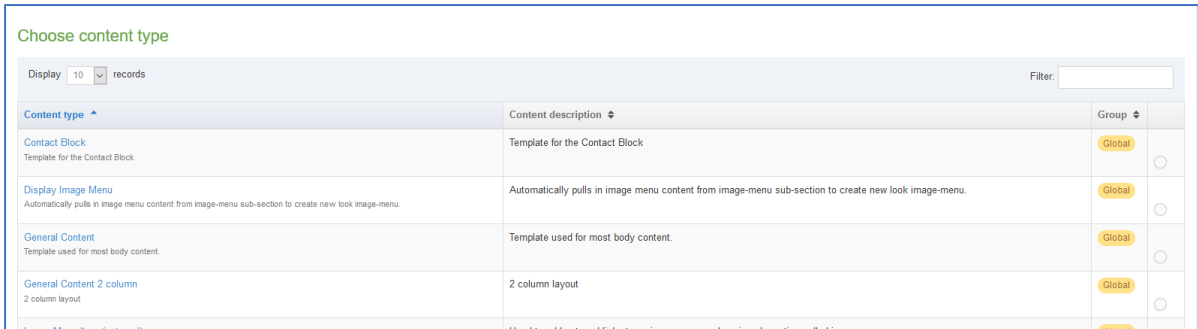 Choose content type
Display 10 records
Filter:
Content type Content description Group
Contact Block Template for the Contact Block Global
Template for the Contact Block
Display Image Menu Automatically pulls in image menu content from image-menu sub-section to create new look image-menu. Global
Automatically pulls in image menu content from image-menu sub-section to create new look image-menu.
General Content Template used for most body content. Global
Template used for most body content.
General Content 2 column 2 column layout Global
2 column layout